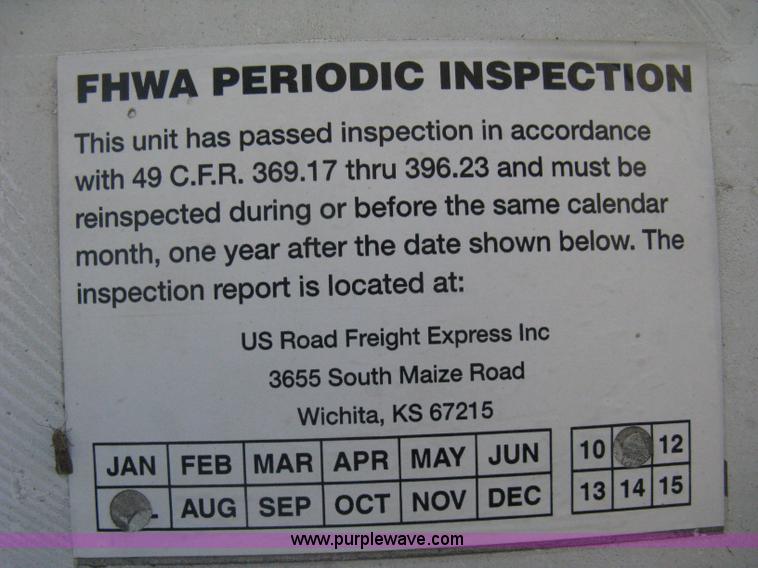 FHWA PERIODIC INSPECTION
This unit has passed inspection in accordance
with 49 C.F.R. 369.17 thru 396.23 and must be
reinspected during or before the same calendar
month, one year after the date shown below. The
inspection report is located at:
US Road Freight Express Inc
3655 South Maize Road
Wichita, KS 67215
JAN FEB MAR APR MAY JUN 10 12
AUG SEP OCT NOV DEC 13 14 15
www.purplewave.com